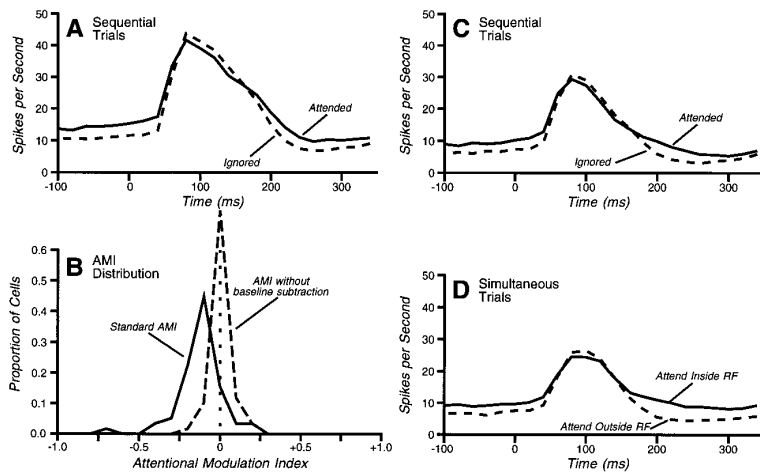 A Sequential
Trials
Spikes per Second
50
40
30
20
10
0
Attended
Ignored
-100 0 100 200 300
Time (ms)
C Sequential
Trials
Spikes per Second
50
40
30
20
10
0
Attended
Ignored
-100 0 100 200 300
Time (ms)
B AMI
Distribution
Proportion of Cells
0.6
0.5
0.4
0.3
0.2
0.1
0.0
AMI without
baseline subtraction
Standard AMI
-1.0 -0.5 0 +0.5 +1.0
Attentional Modulation Index
D Simultaneous
Trials
Spikes per Second
50
40
30
20
10
0
Attend Inside RF
Attend Outside RF
-100 0 100 200 300
Time (ms)